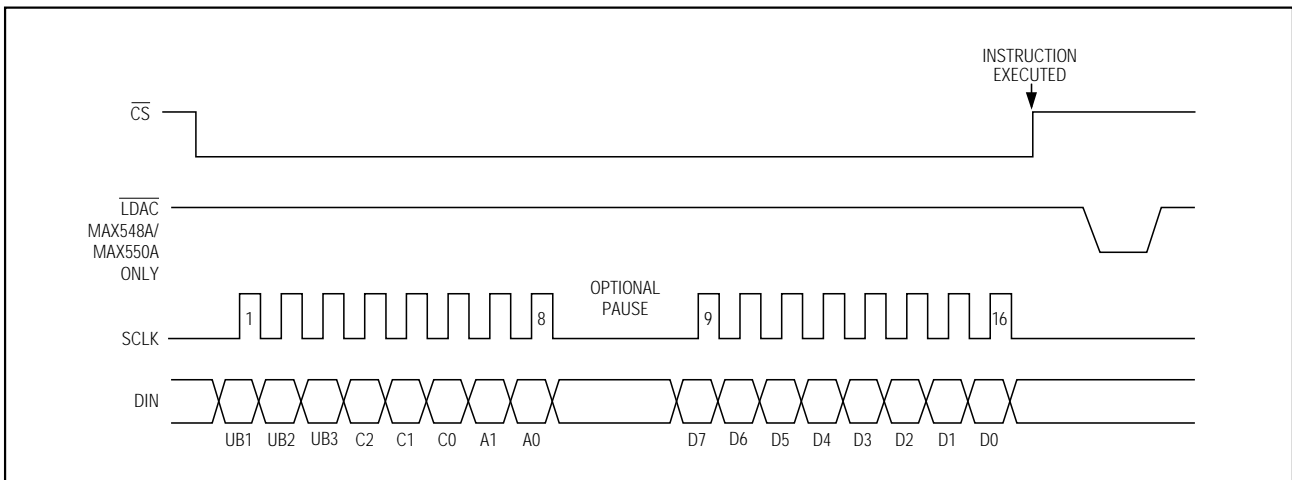 INSTRUCTION
EXECUTED
CS
LDAC
MAX548A/
MAX550A
ONLY
OPTIONAL
PAUSE
1 8 9 16
SCLK
DIN
UB1 UB2 UB3 C2 C1 C0 A1 A0 D7 D6 D5 D4 D3 D2 D1 D0